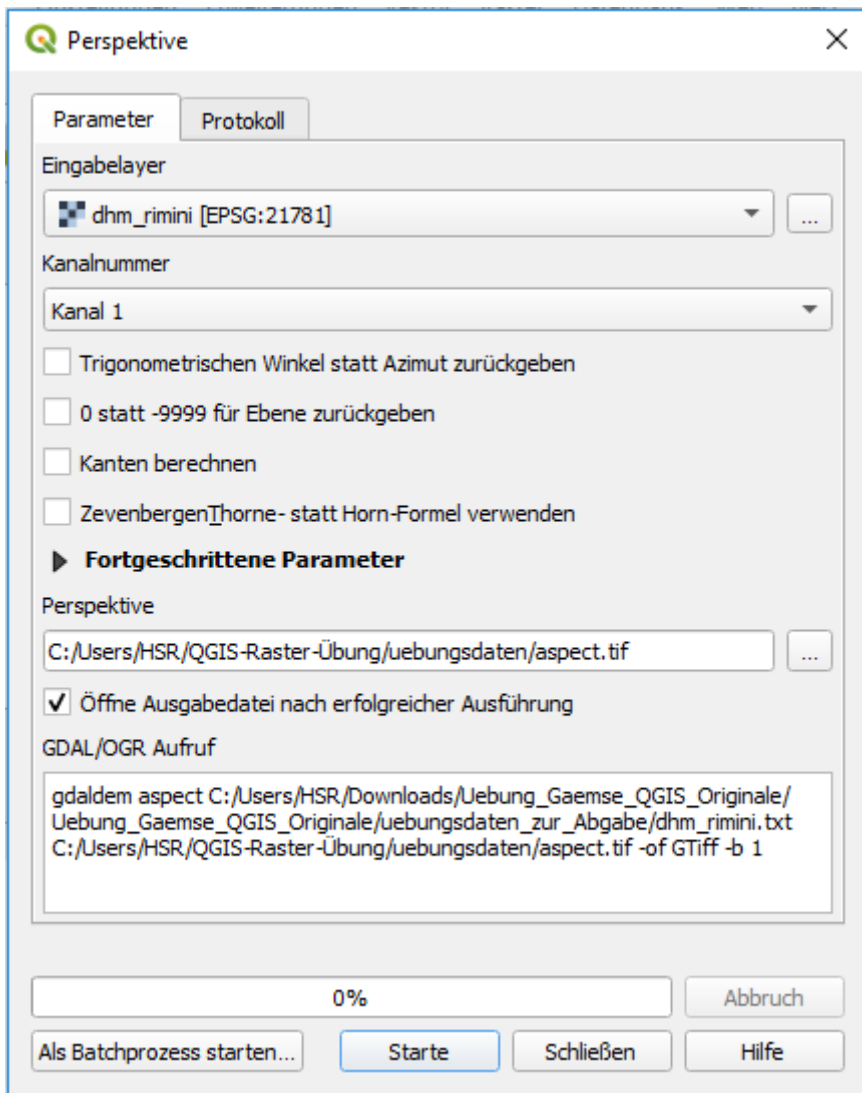 Perspektive
Parameter
Protokoll
Eingabelayer
dhm_rimini [EPSG:21781]
...
Kanalnummer
Kanal 1
Trigonometrischen Winkel statt Azimut zurückgeben
0 statt -9999 für Ebene zurückgeben
Kanten berechnen
ZevenbergenThorne- statt Horn-Formel verwenden
Fortgeschrittene Parameter
Perspektive
C:/Users/HSR/QGIS-Raster-Übung/uebungsdaten/aspect.tif
...
Öffne Ausgabedatei nach erfolgreicher Ausführung
GDAL/OGR Aufruf
gdaldem aspect C:/Users/HSR/Downloads/Uebung_Gaemse_QGIS_Originale/
Uebung_Gaemse_QGIS_Originale/uebungsdaten_zur_Abgabe/dhm_rimini.txt
C:/Users/HSR/QGIS-Raster-Übung/uebungsdaten/aspect.tif -of GTiff -b 1
0%
Abbruch
Als Batchprozess starten...
Starte
Schließen
Hilfe